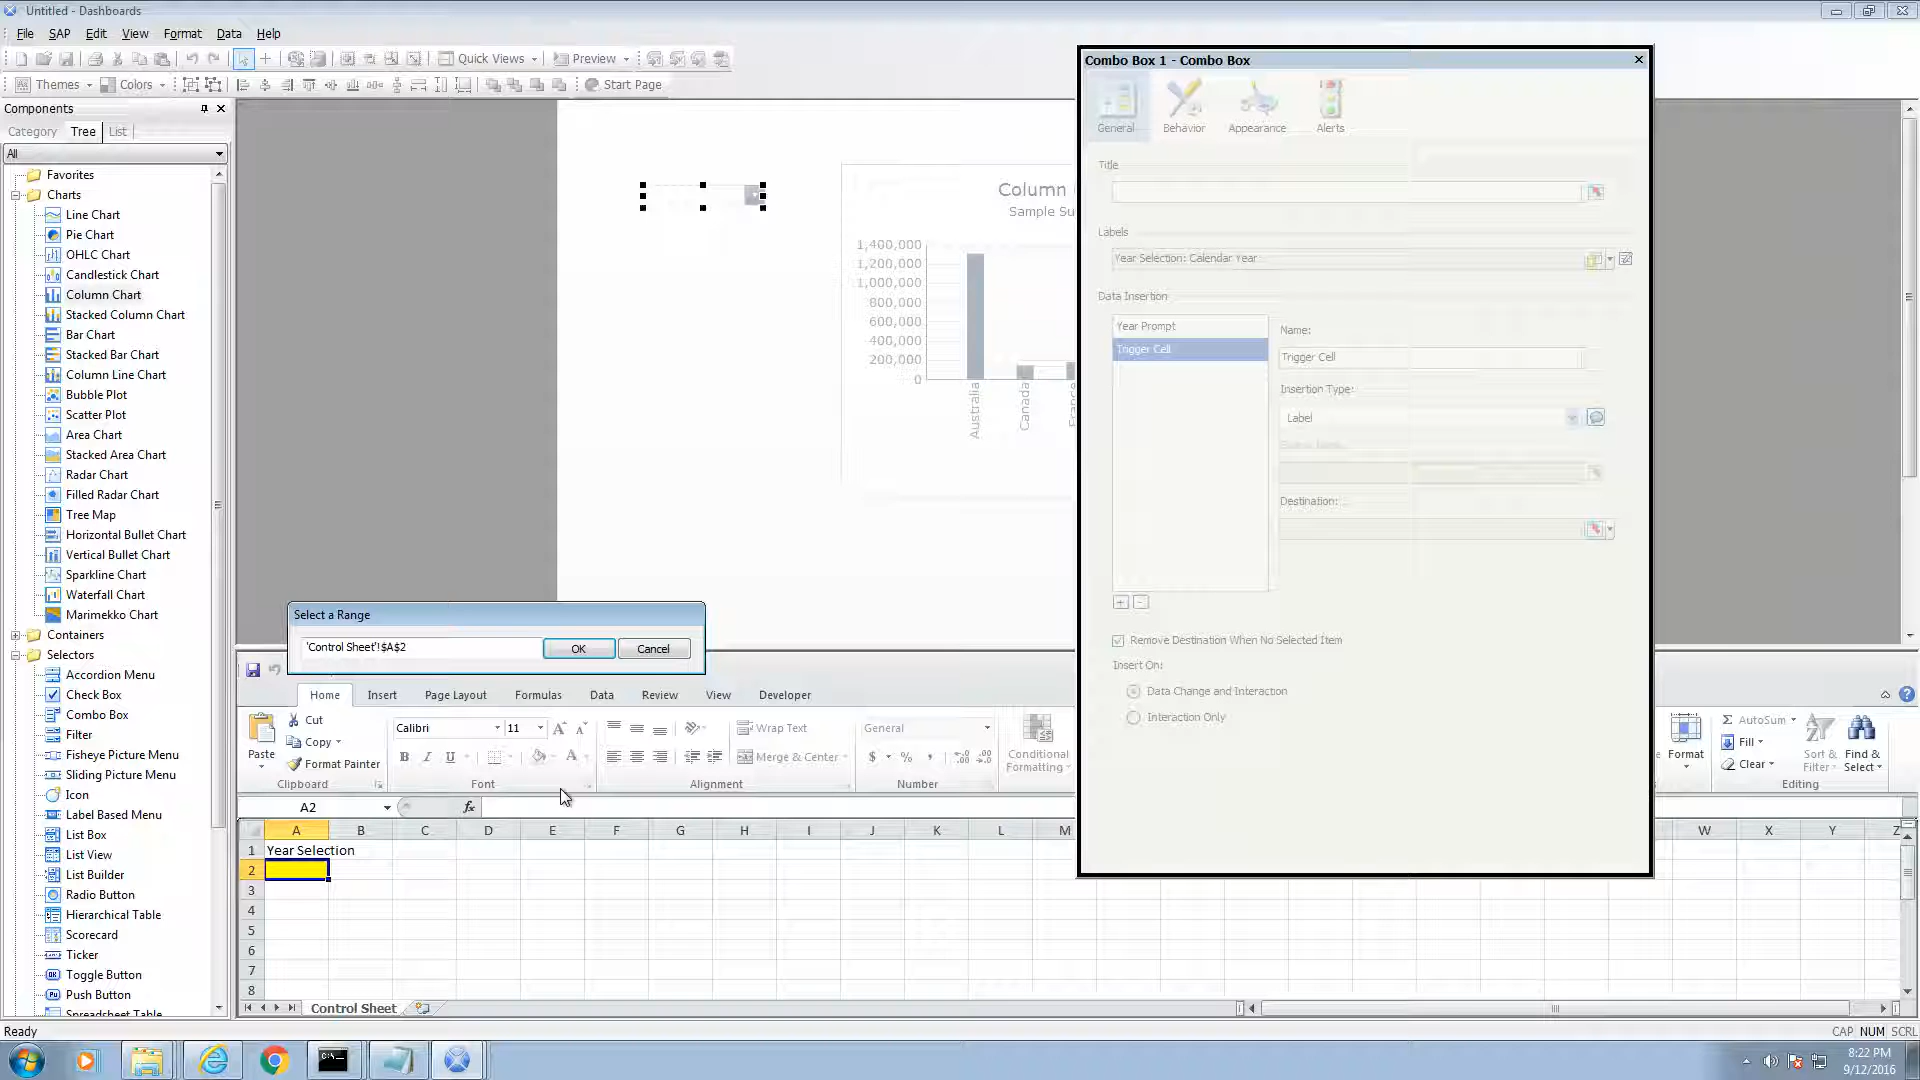 Untitled - Dashboards
File SAP Edit View Format Data Help
Quick Views Preview
Themes Colors Start Page
Components
Category Tree List
All
Favorites
Charts
Line Chart
Pie Chart
OHLC Chart
Candlestick Chart
Column Chart
Stacked Column Chart
Bar Chart
Stacked Bar Chart
Column Line Chart
Bubble Plot
Scatter Plot
Area Chart
Stacked Area Chart
Radar Chart
Filled Radar Chart
Tree Map
Horizontal Bullet Chart
Vertical Bullet Chart
Sparkline Chart
Waterfall Chart
Marimekko Chart
Containers
Selectors
Accordion Menu
Check Box
Combo Box
Filter
Fisheye Picture Menu
Sliding Picture Menu
Icon
Label Based Menu
List Box
List View
List Builder
Radio Button
Hierarchical Table
Scorecard
Ticker
Toggle Button
Push Button
Spreadsheet Table
Column
Sample Su
1,400,000
1,200,000
1,000,000
800,000
600,000
400,000
200,000
0
Australia
Canada
Combo Box 1 - Combo Box
General Behavior Appearance Alerts
Title
Labels
Year Selection: Calendar Year
Data Insertion
Year Prompt
Trigger Cell
Name:
Trigger Cell
Insertion Type:
Label
Destination:
Remove Destination When No Selected Item
Insert On:
Data Change and Interaction
Interaction Only
Select a Range
'Control Sheet'!$A$2
OK Cancel
Home Insert Page Layout Formulas Data Review View Developer
Paste
Cut
Copy
Format Painter
Clipboard
Calibri 11
B I U
Font
Wrap Text
Merge & Center
Alignment
General
$ % ,
Number
Conditional
Formatting
Format
AutoSum
Fill
Clear
Sort &
Filter
Find &
Select
Editing
A2 fx
A B C D E F G H I J K L M W X Y Z
1 Year Selection
2
3
4
5
6
7
8
Control Sheet
Ready
CAP NUM SCRL
8:22 PM
9/12/2016